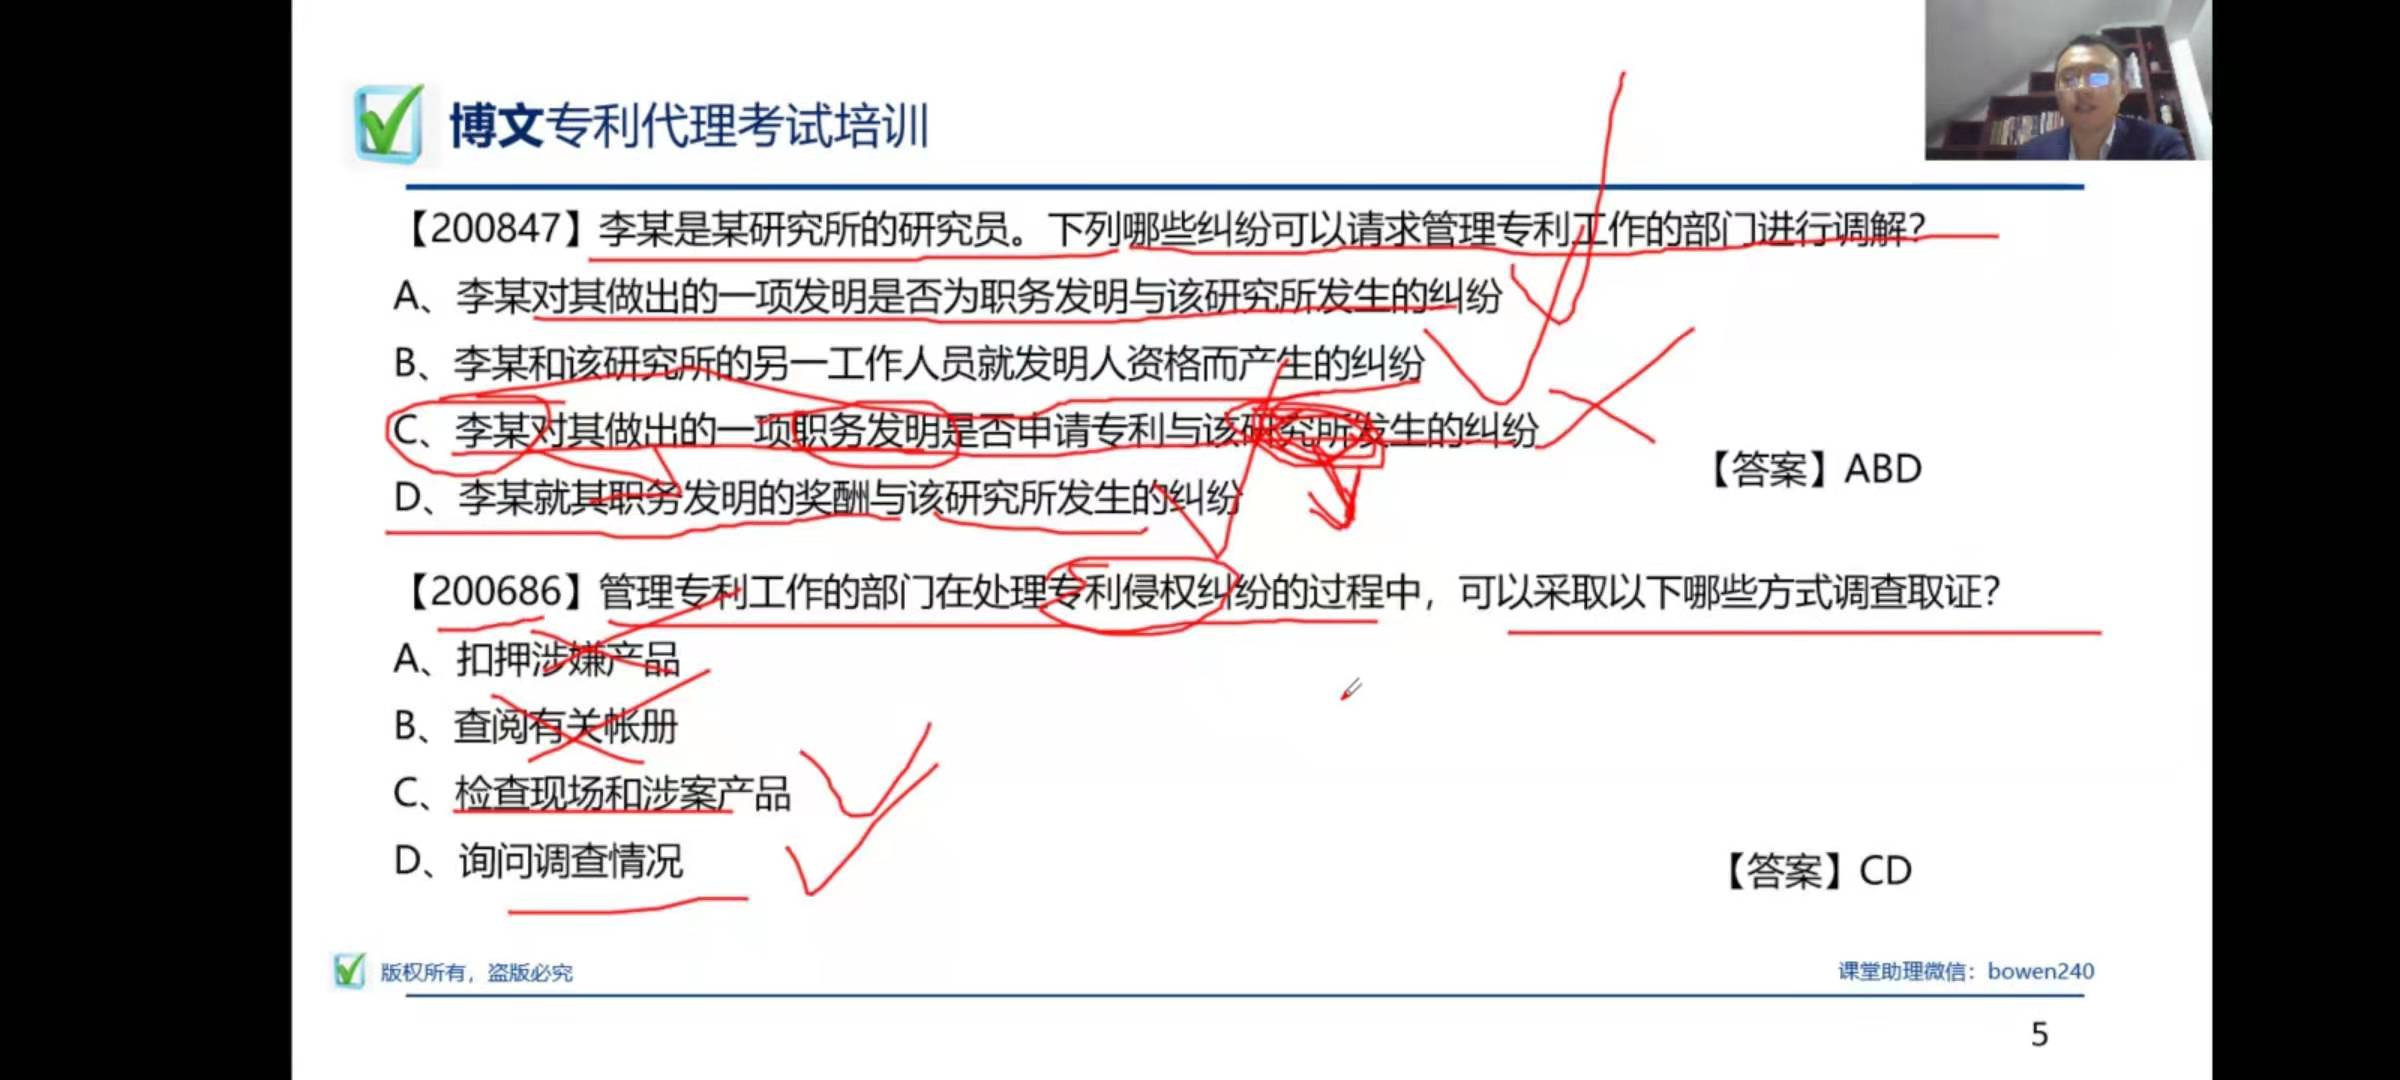 博文专利代理考试培训
【200847】李某是某研究所的研究员。下列哪些纠纷可以请求管理专利工作的部门进行调解？
A、李某对其做出的一项发明是否为职务发明与该研究所发生的纠纷
B、李某和该研究所的另一工作人员就发明人资格而产生的纠纷
C、李某对其做出的一项职务发明是否申请专利与该研究所发生的纠纷
【答案】ABD
D、李某就其职务发明的奖酬与该研究所发生的纠纷
【200686】管理专利工作的部门在处理专利侵权纠纷的过程中，可以采取以下哪些方式调查取证？
A、扣押涉嫌产品
B、查阅有关帐册
C、检查现场和涉案产品
D、询问调查情况
【答案】CD
版权所有，盗版必究
课堂助理微信：bowen240
5